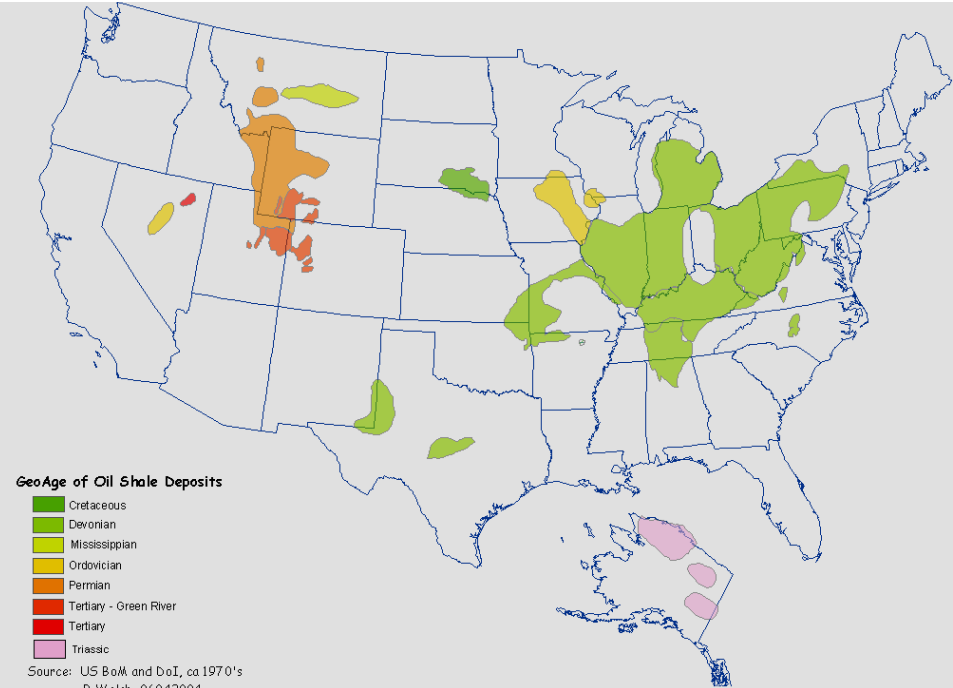 GeoAge of Oil Shale Deposits
Cretaceous
Devonian
Mississippian
Ordovician
Permian
Tertiary - Green River
Tertiary
Triassic
Source: US BoM and DoI, ca 1970's